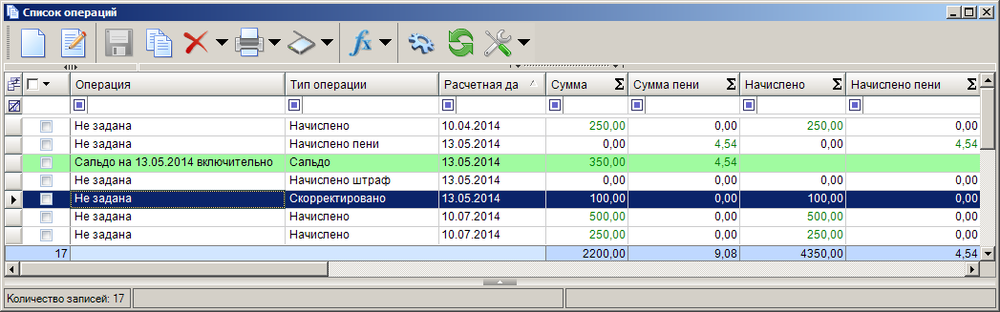 Список операций
Операция Тип операции Расчетная да Сумма Σ Сумма пени Σ Начислено Σ Начислено пени Σ
Не задана Начислено 10.04.2014 250,00 0,00 250,00 0,00
Не задана Начислено пени 13.05.2014 0,00 4,54 0,00 4,54
Сальдо на 13.05.2014 включительно Сальдо 13.05.2014 350,00 4,54
Не задана Начислено штраф 13.05.2014 0,00 0,00 0,00 0,00
Не задана Скорректировано 13.05.2014 100,00 0,00 100,00 0,00
Не задана Начислено 10.07.2014 500,00 0,00 500,00 0,00
Не задана Начислено 10.07.2014 250,00 0,00 250,00 0,00
17 2200,00 9,08 4350,00 4,54
Количество записей: 17